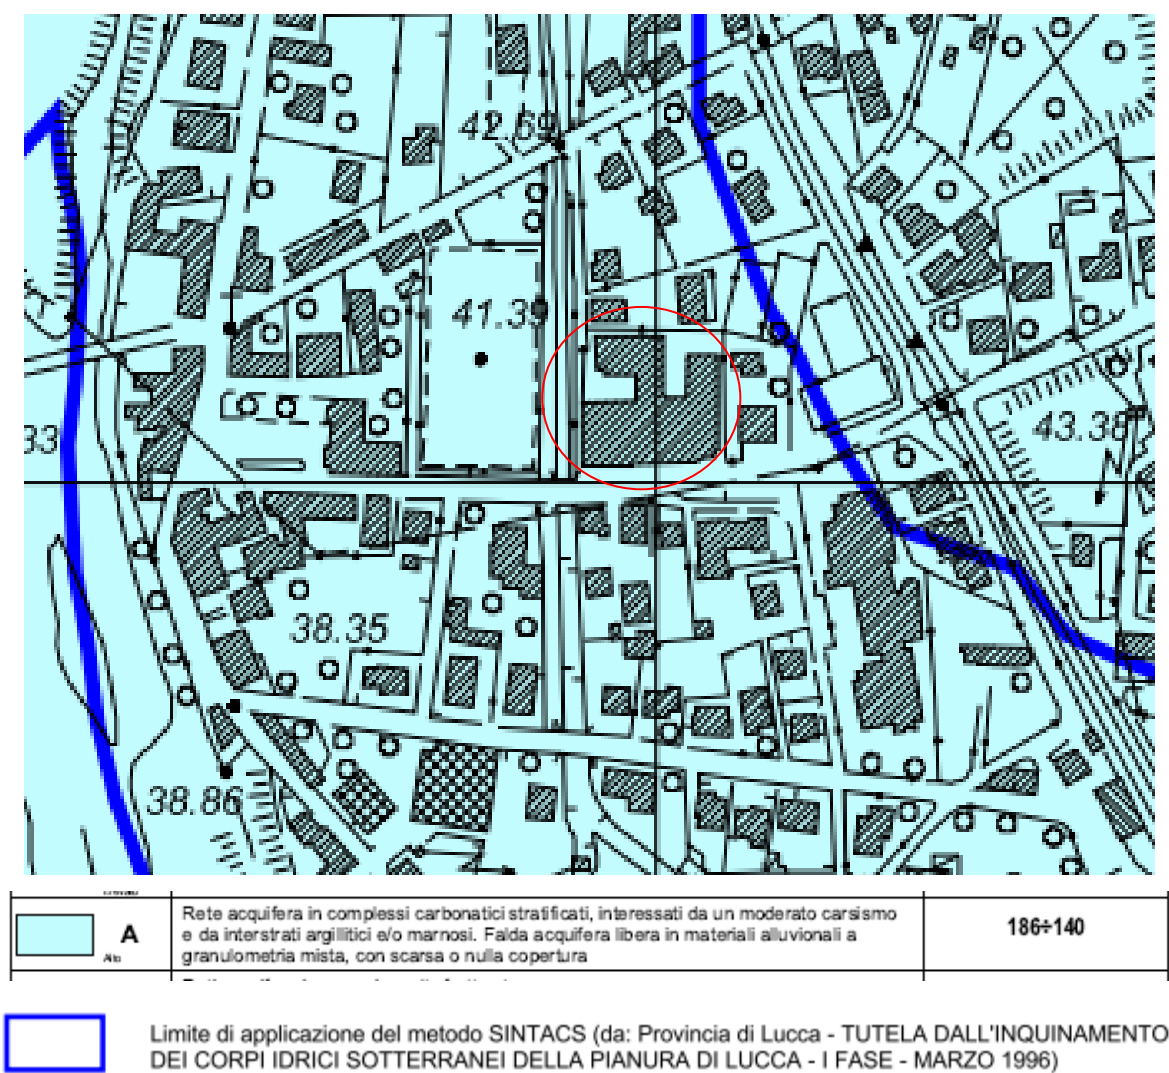 42.69
41.39
33
43.38
38.35
38.86
A
Alto
Rete acquifera in complessi carbonatici stratificati, interessati da un moderato carsismo
e da interstrati argillitici e/o marnosi. Falda acquifera libera in materiali alluvionali a
granulometria mista, con scarsa o nulla copertura
186÷140
Limite di applicazione del metodo SINTACS (da: Provincia di Lucca - TUTELA DALL'INQUINAMENTO
DEI CORPI IDRICI SOTTERRANEI DELLA PIANURA DI LUCCA - I FASE - MARZO 1996)